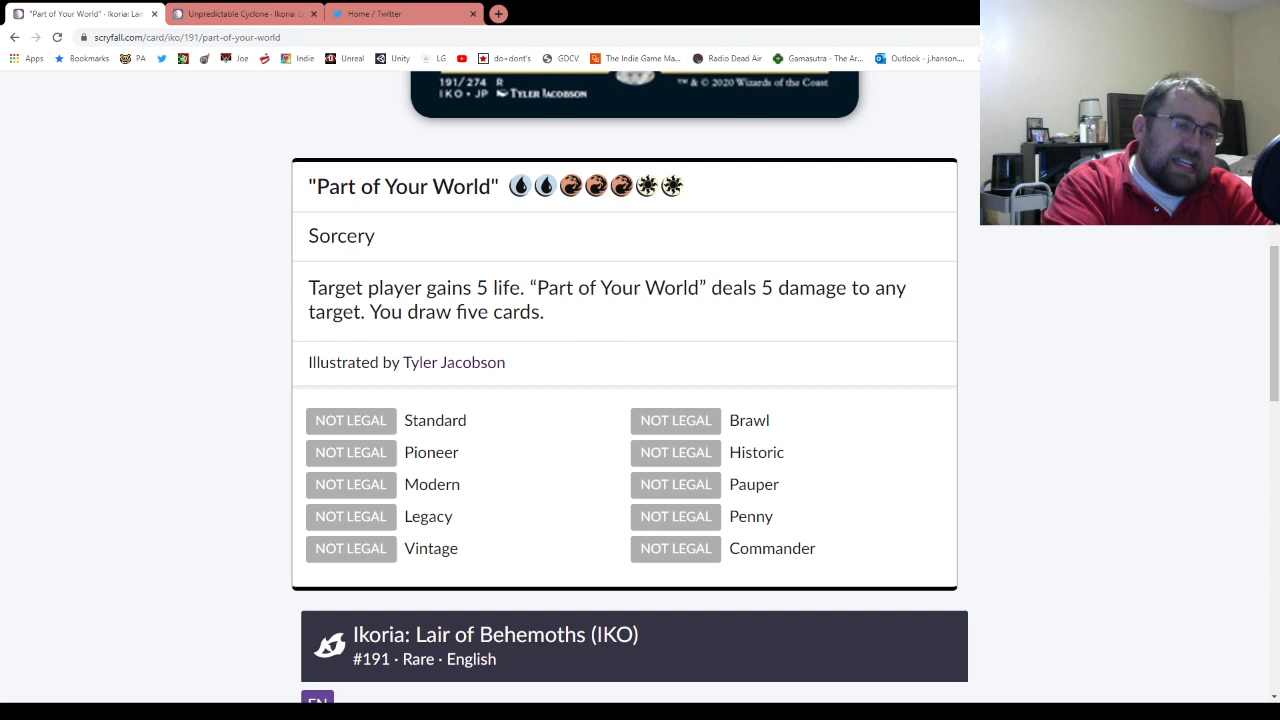 "Part of Your World" · Ikoria: Lair
Unpredictable Cyclone · Ikoria: L
Home / Twitter
scryfall.com/card/iko/191/part-of-your-world
Apps Bookmarks PA Joe Indie Unreal Unity LG do+dont's GDCV The Indie Game Ma... Radio Dead Air Gamasutra - The Ar... Outlook - j.hanson...
191/274 R
IKO • JP TYLER JACOBSON
™ & © 2020 Wizards of the Coast
"Part of Your World"
Sorcery
Target player gains 5 life. “Part of Your World” deals 5 damage to any
target. You draw five cards.
Illustrated by Tyler Jacobson
NOT LEGAL Standard NOT LEGAL Brawl
NOT LEGAL Pioneer NOT LEGAL Historic
NOT LEGAL Modern NOT LEGAL Pauper
NOT LEGAL Legacy NOT LEGAL Penny
NOT LEGAL Vintage NOT LEGAL Commander
Ikoria: Lair of Behemoths (IKO)
#191 · Rare · English
EN